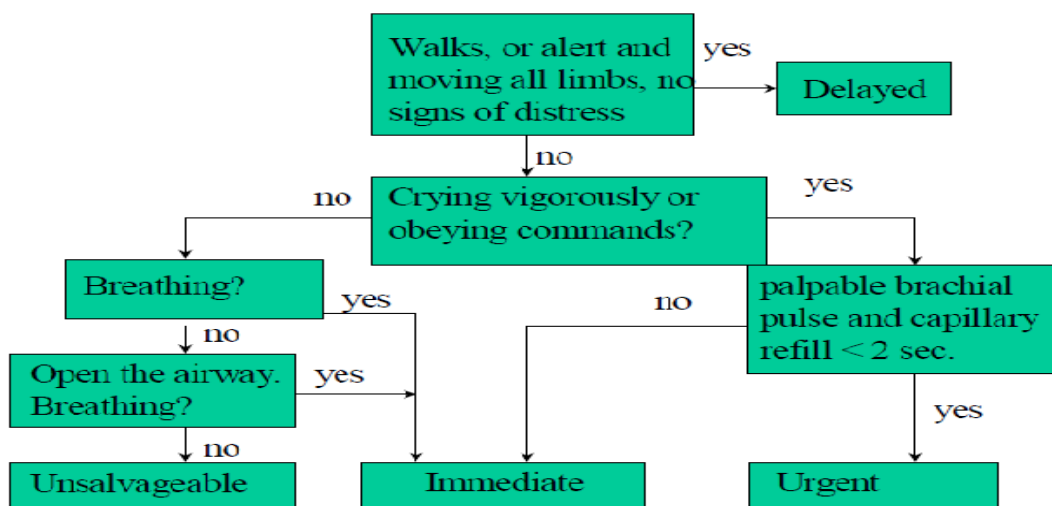 Walks, or alert and
moving all limbs, no
signs of distress
yes
Delayed
no
no
Crying vigorously or
obeying commands?
yes
Breathing?
yes
no
palpable brachial
pulse and capillary
refill < 2 sec.
no
Open the airway.
Breathing?
yes
yes
no
Unsalvageable
Immediate
Urgent